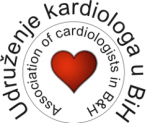 Udruženje kardiologa u BiH
Association of cardiologists in B&H